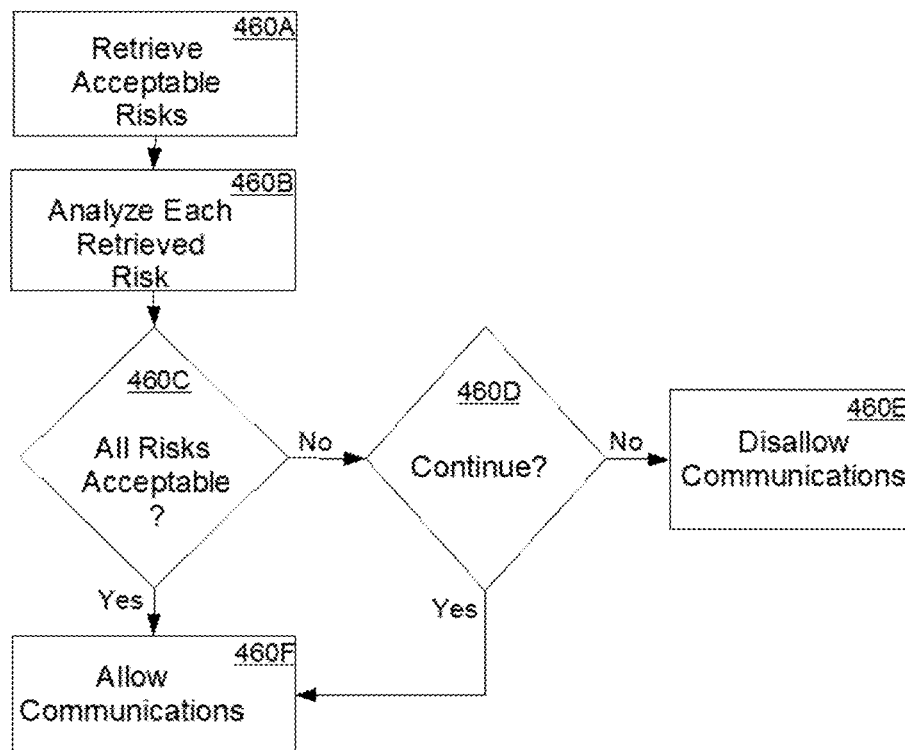 460A
Retrieve
Acceptable
Risks
460B
Analyze Each
Retrieved
Risk
460C
All Risks
Acceptable
?
No
460D
Continue?
No
460E
Disallow
Communications
Yes
Yes
460F
Allow
Communications